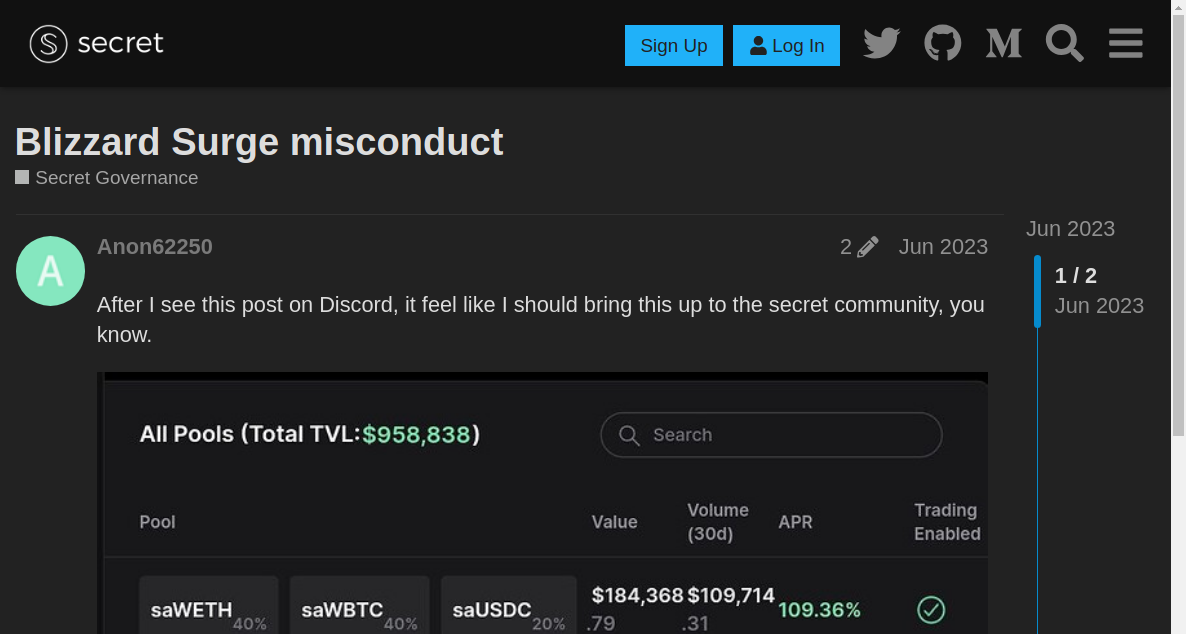 secret
Sign Up
Log In
Blizzard Surge misconduct
Secret Governance
Jun 2023
A
Anon62250
2
Jun 2023
1 / 2
Jun 2023
After I see this post on Discord, it feel like I should bring this up to the secret community, you
know.
All Pools (Total TVL:$958,838)
Search
Pool
Value
Volume
(30d)
APR
Trading
Enabled
saWETH 40%
saWBTC 40%
saUSDC 20%
$184,368
.79
$109,714
.31
109.36%